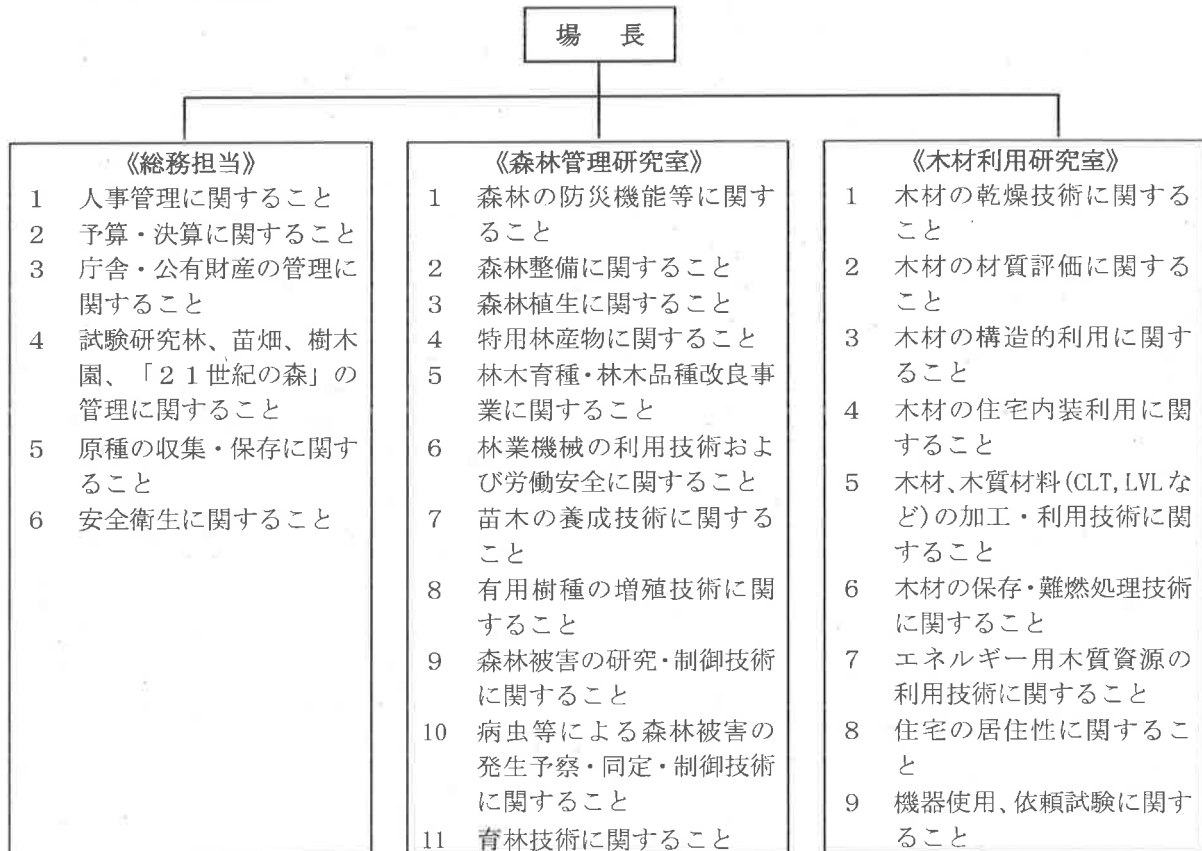 場　長
《総務担当》
1　人事管理に関すること
2　予算・決算に関すること
3　庁舎・公有財産の管理に
関すること
4　試験研究林、苗畑、樹木
園、「２１世紀の森」の
管理に関すること
5　原種の収集・保存に関す
ること
6　安全衛生に関すること
《森林管理研究室》
1　森林の防災機能等に関す
ること
2　森林整備に関すること
3　森林植生に関すること
4　特用林産物に関すること
5　林木育種・林木品種改良事
業に関すること
6　林業機械の利用技術およ
び労働安全に関すること
7　苗木の養成技術に関する
こと
8　有用樹種の増殖技術に関
すること
9　森林被害の研究・制御技術
に関すること
10　病虫等による森林被害の
発生予察・同定・制御技術
に関すること
11　育林技術に関すること
《木材利用研究室》
1　木材の乾燥技術に関する
こと
2　木材の材質評価に関する
こと
3　木材の構造的利用に関す
ること
4　木材の住宅内装利用に関
すること
5　木材、木質材料(CLT,LVLな
ど)の加工・利用技術に関
すること
6　木材の保存・難燃処理技術
に関すること
7　エネルギー用木質資源の
利用技術に関すること
8　住宅の居住性に関するこ
と
9　機器使用、依頼試験に関す
ること